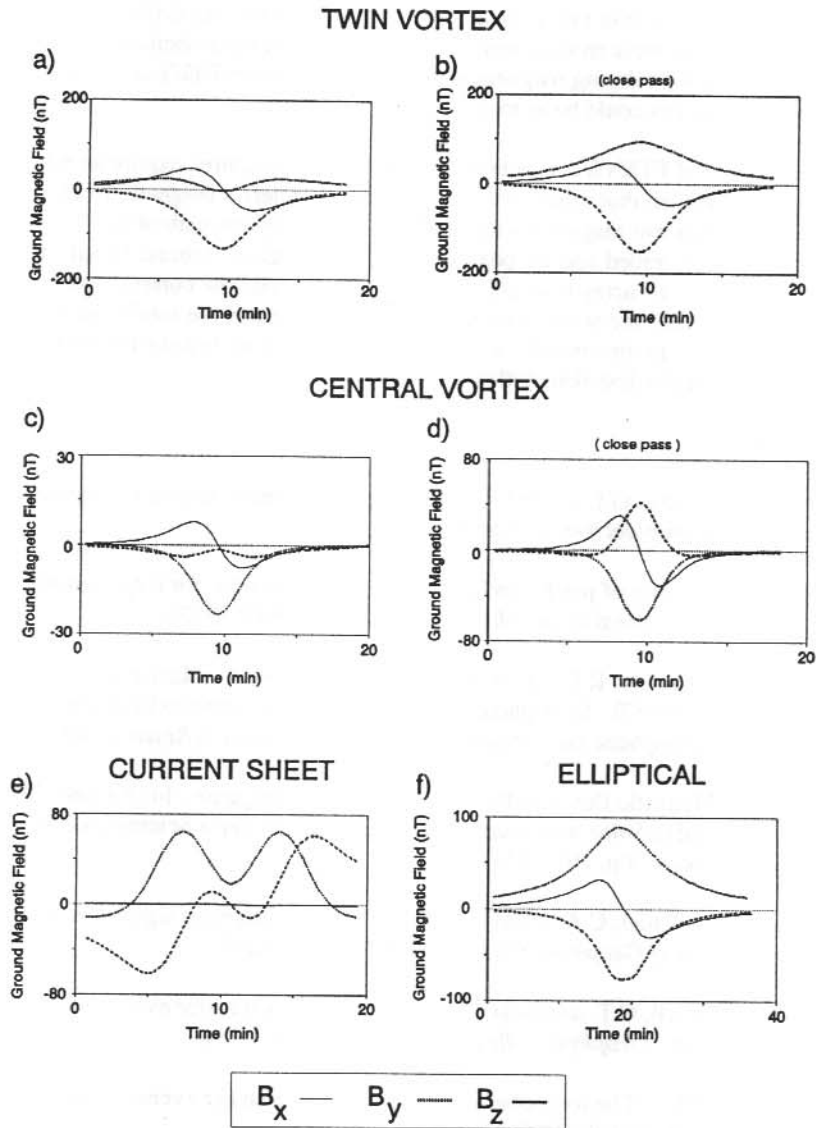 TWIN VORTEX
a)
200
0
-200
Ground Magnetic Field (nT)
0 10 20
Time (min)
b)
(close pass)
200
0
-200
Ground Magnetic Field (nT)
0 10 20
Time (min)
CENTRAL VORTEX
c)
30
0
-30
Ground Magnetic Field (nT)
0 10 20
Time (min)
d)
( close pass )
80
0
-80
Ground Magnetic Field (nT)
0 10 20
Time (min)
e)
CURRENT SHEET
80
0
-80
Ground Magnetic Field (nT)
0 10 20
Time (min)
f)
ELLIPTICAL
100
0
-100
Ground Magnetic Field (nT)
0 20 40
Time (min)
Bx By Bz